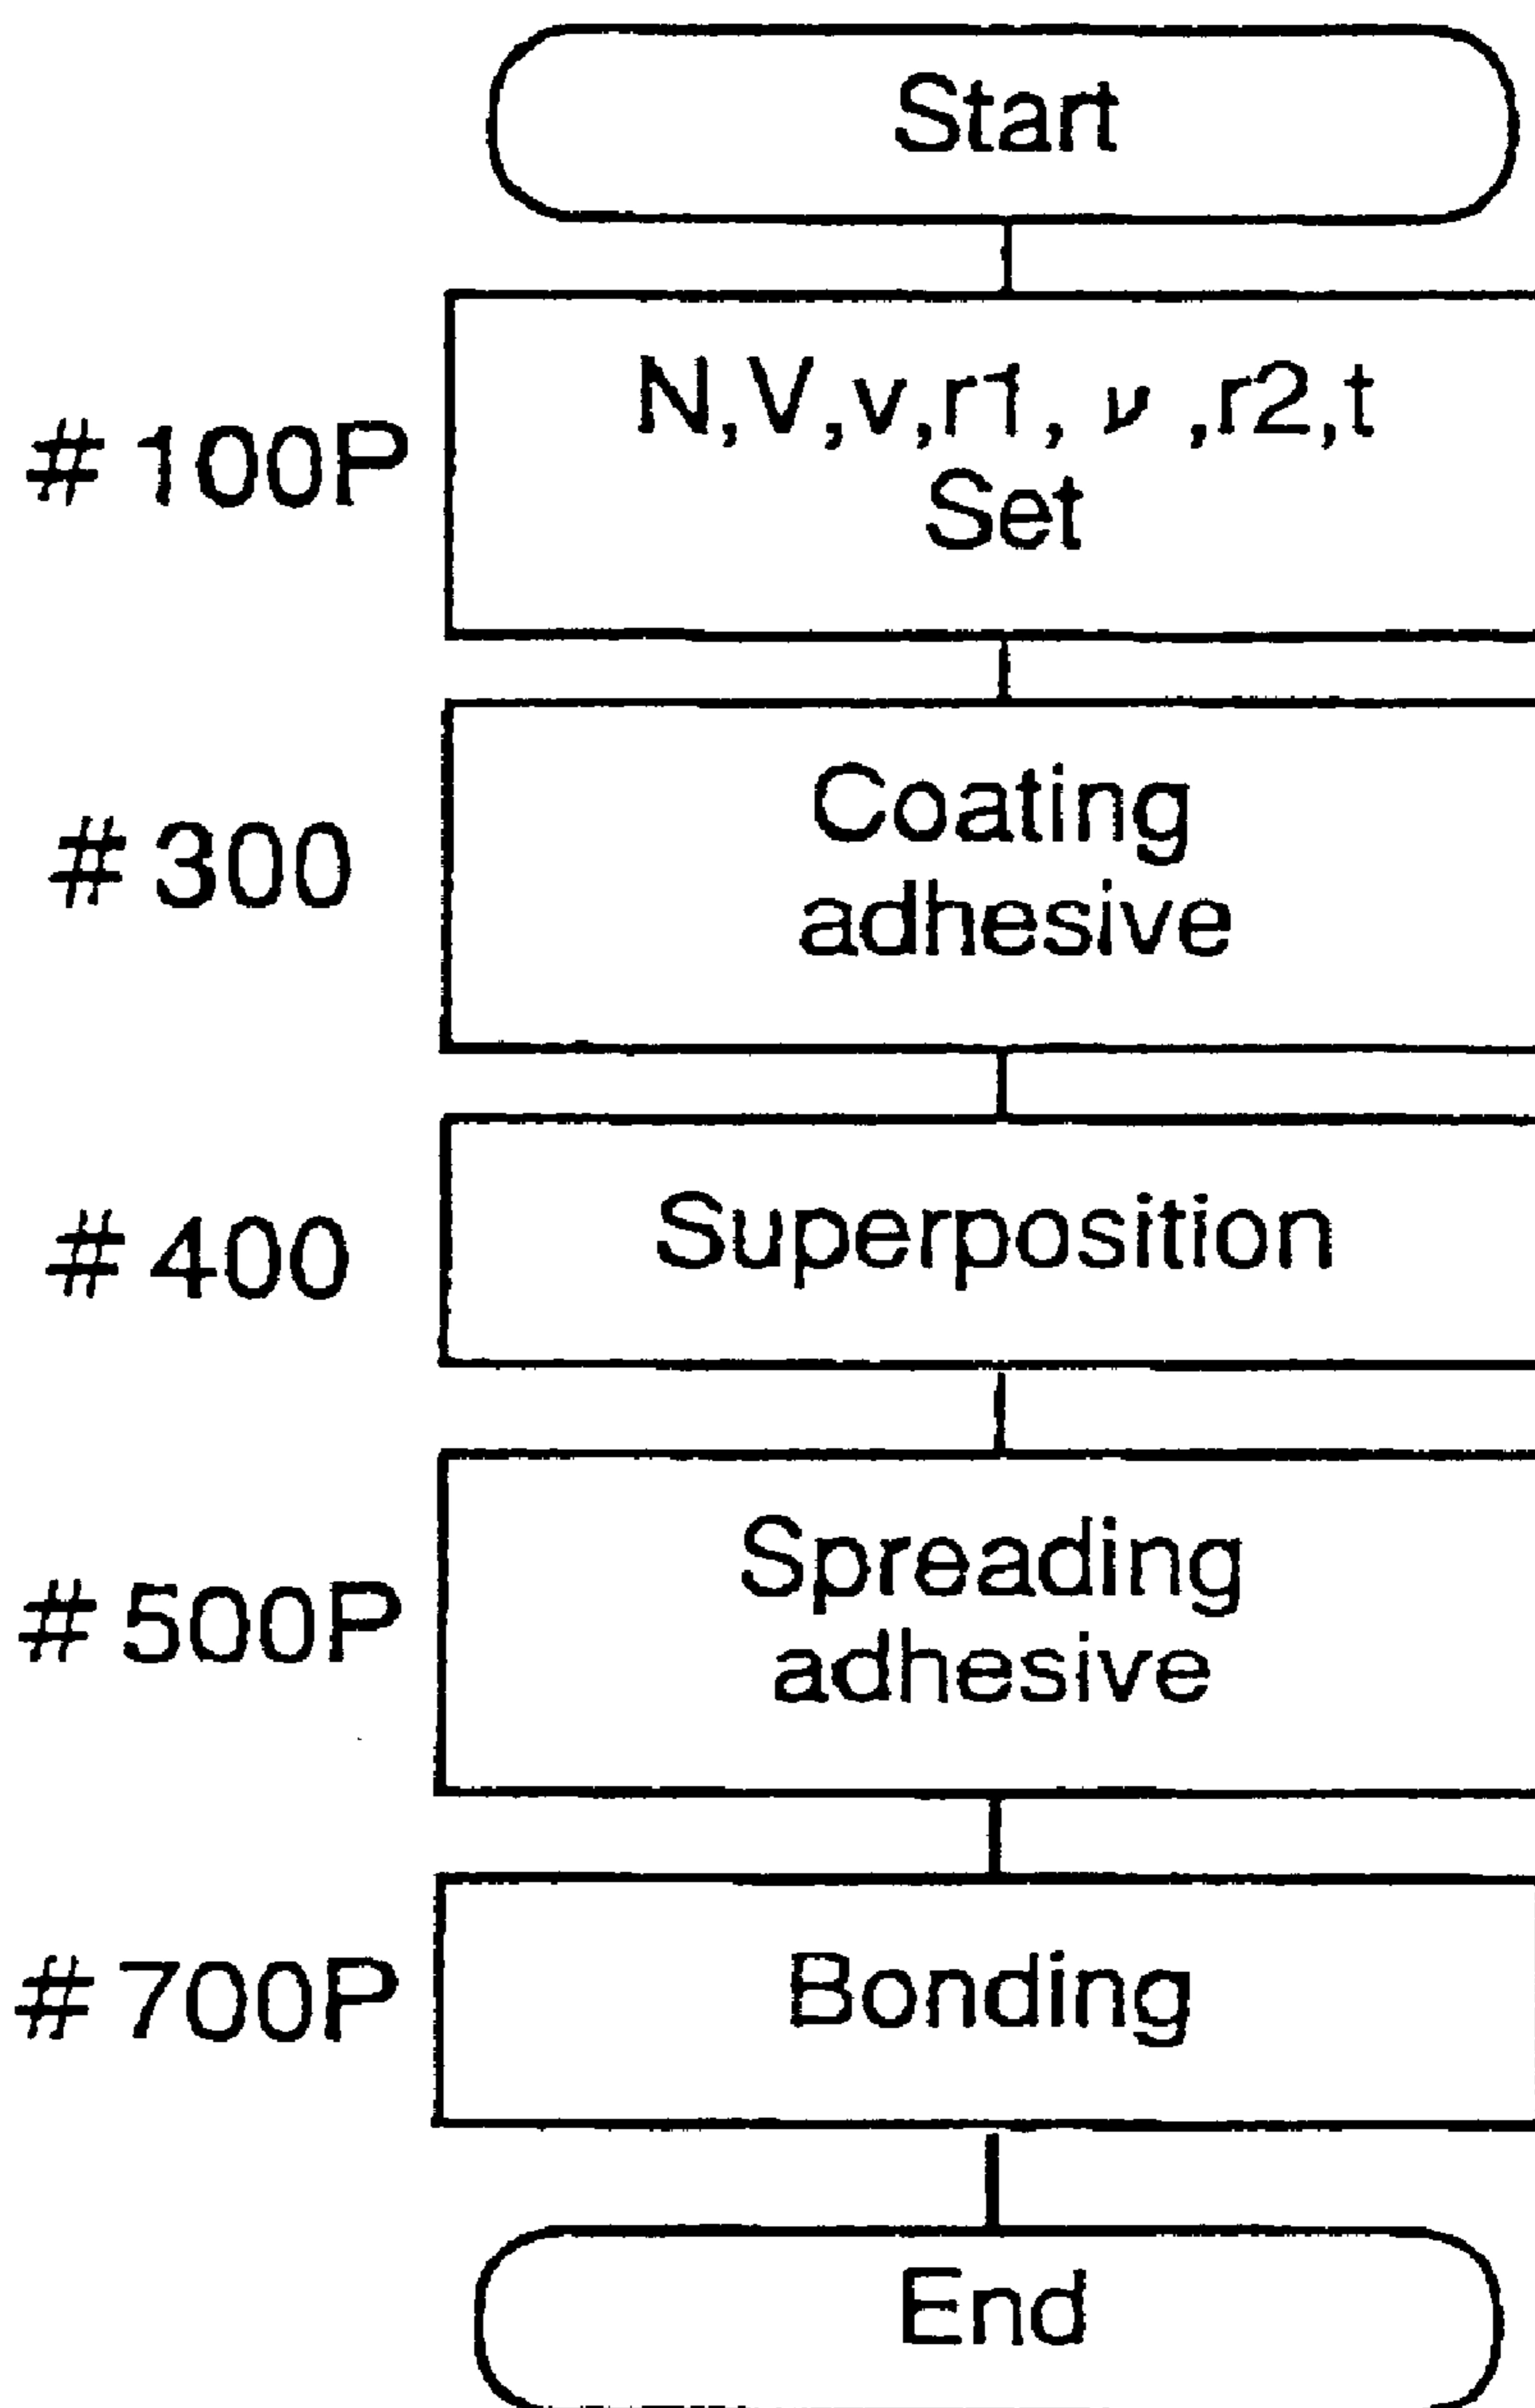 Start
N,V,v,r1, ν ,r2,t
# 100P
Set
Coating
# 300
adhesive
# 400
Superposition
Spreading
# 500P
adhesive
# 700P
Bonding
End